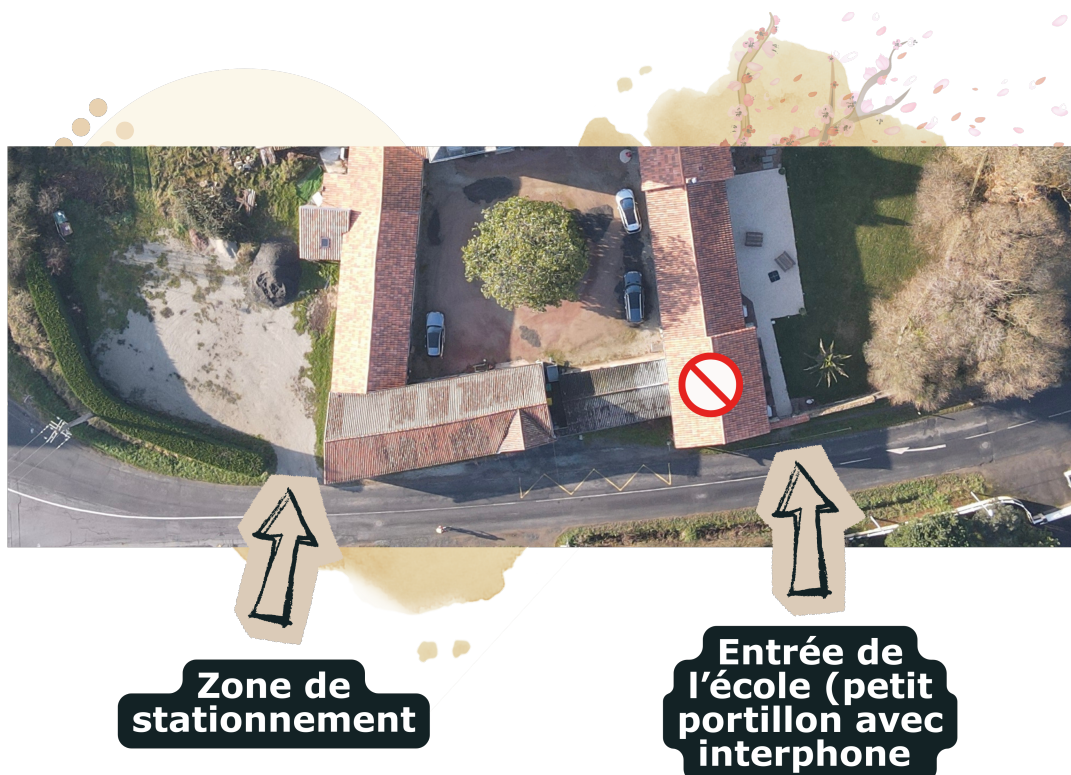 Zone de
stationnement
Entrée de
l'école (petit
portillon avec
interphone